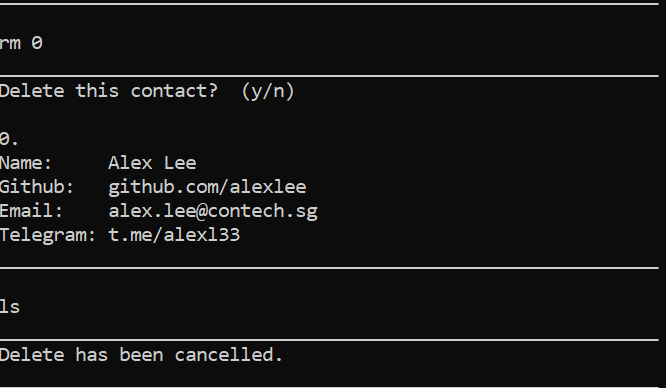 rm 0
Delete this contact?  (y/n)
0.
Name:     Alex Lee
Github:   github.com/alexlee
Email:    alex.lee@contech.sg
Telegram: t.me/alexl33
ls
Delete has been cancelled.